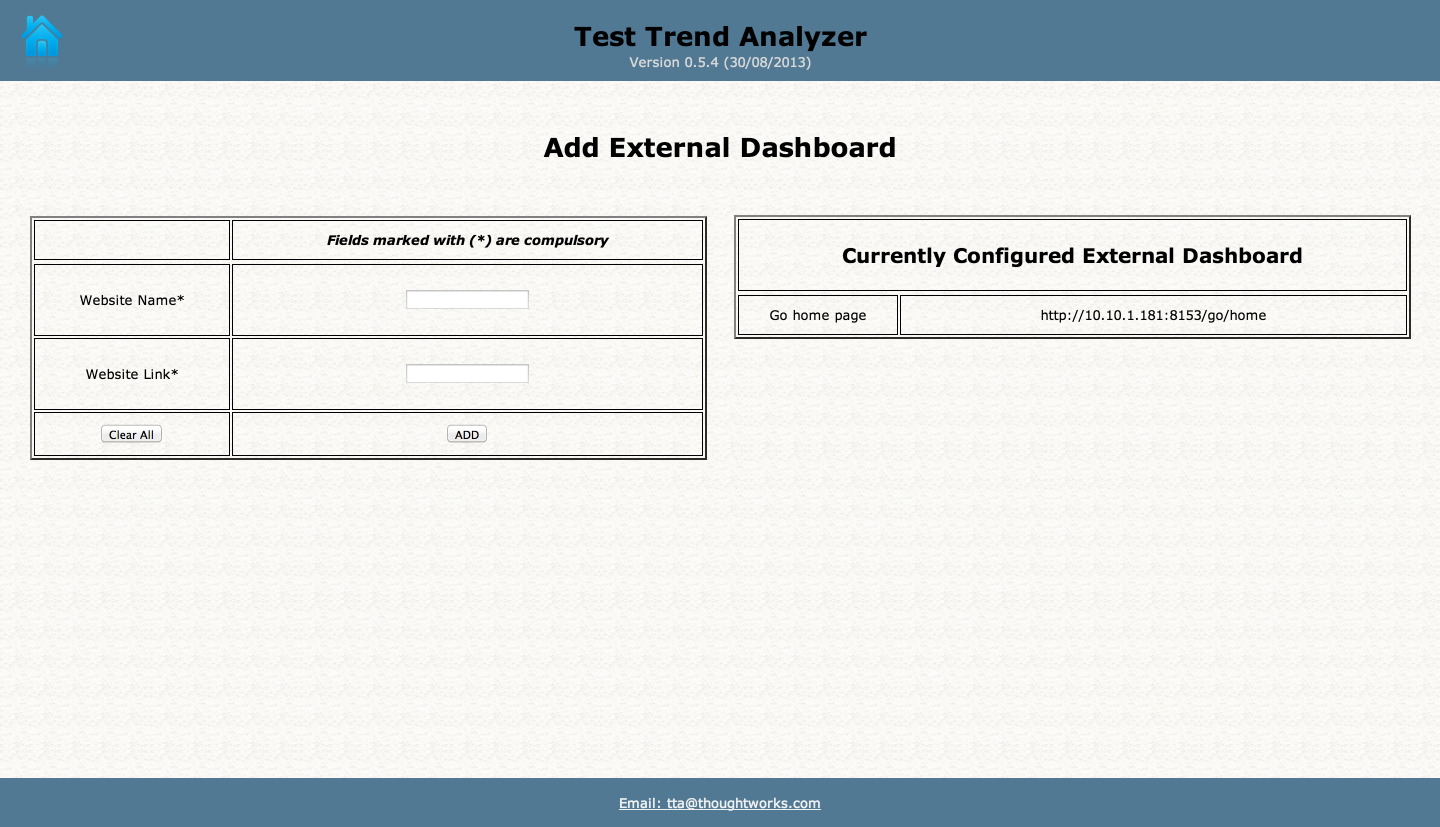 Test Trend Analyzer
Version 0.5.4 (30/08/2013)
Add External Dashboard
Fields marked with (*) are compulsory
Website Name*
Website Link*
Clear All
ADD
Currently Configured External Dashboard
Go home page
http://10.10.1.181:8153/go/home
Email: tta@thoughtworks.com